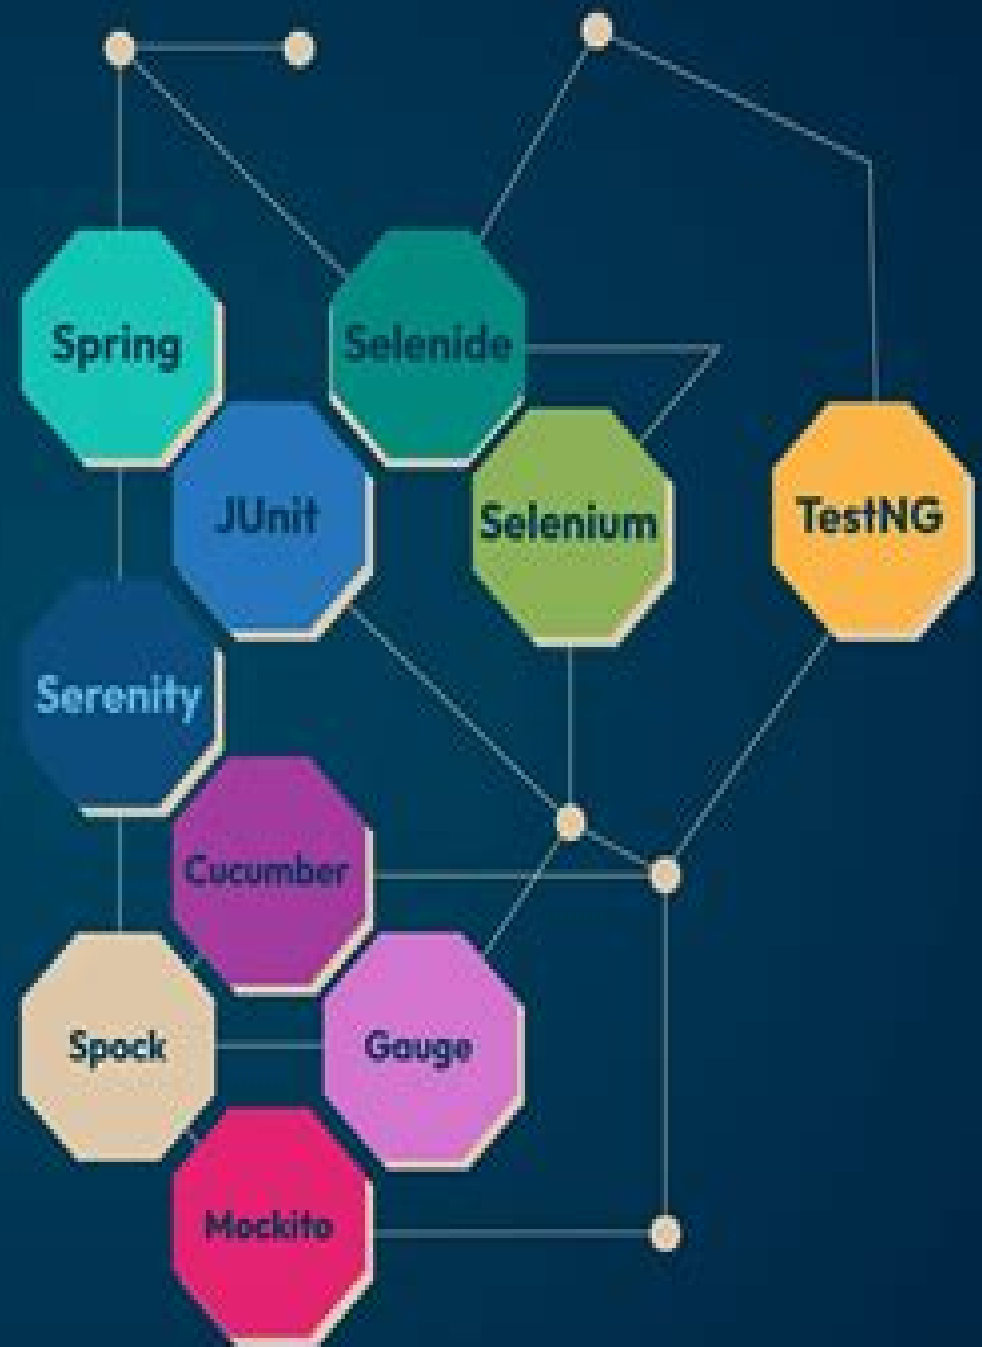 Spring
Selenide
JUnit
Selenium
TestNG
Serenity
Cucumber
Spock
Gauge
Mockito